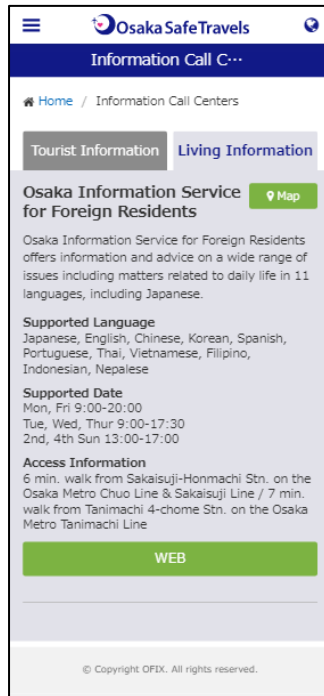 Osaka Safe Travels
Information Call C…
Home / Information Call Centers
Tourist Information
Living Information
Osaka Information Service
for Foreign Residents
Map
Osaka Information Service for Foreign Residents
offers information and advice on a wide range of
issues including matters related to daily life in 11
languages, including Japanese.
Supported Language
Japanese, English, Chinese, Korean, Spanish,
Portuguese, Thai, Vietnamese, Filipino,
Indonesian, Nepalese
Supported Date
Mon, Fri 9:00-20:00
Tue, Wed, Thur 9:00-17:30
2nd, 4th Sun 13:00-17:00
Access Information
6 min. walk from Sakaisuji-Honmachi Stn. on the
Osaka Metro Chuo Line & Sakaisuji Line / 7 min.
walk from Tanimachi 4-chome Stn. on the Osaka
Metro Tanimachi Line
WEB
© Copyright OFIX. All rights reserved.